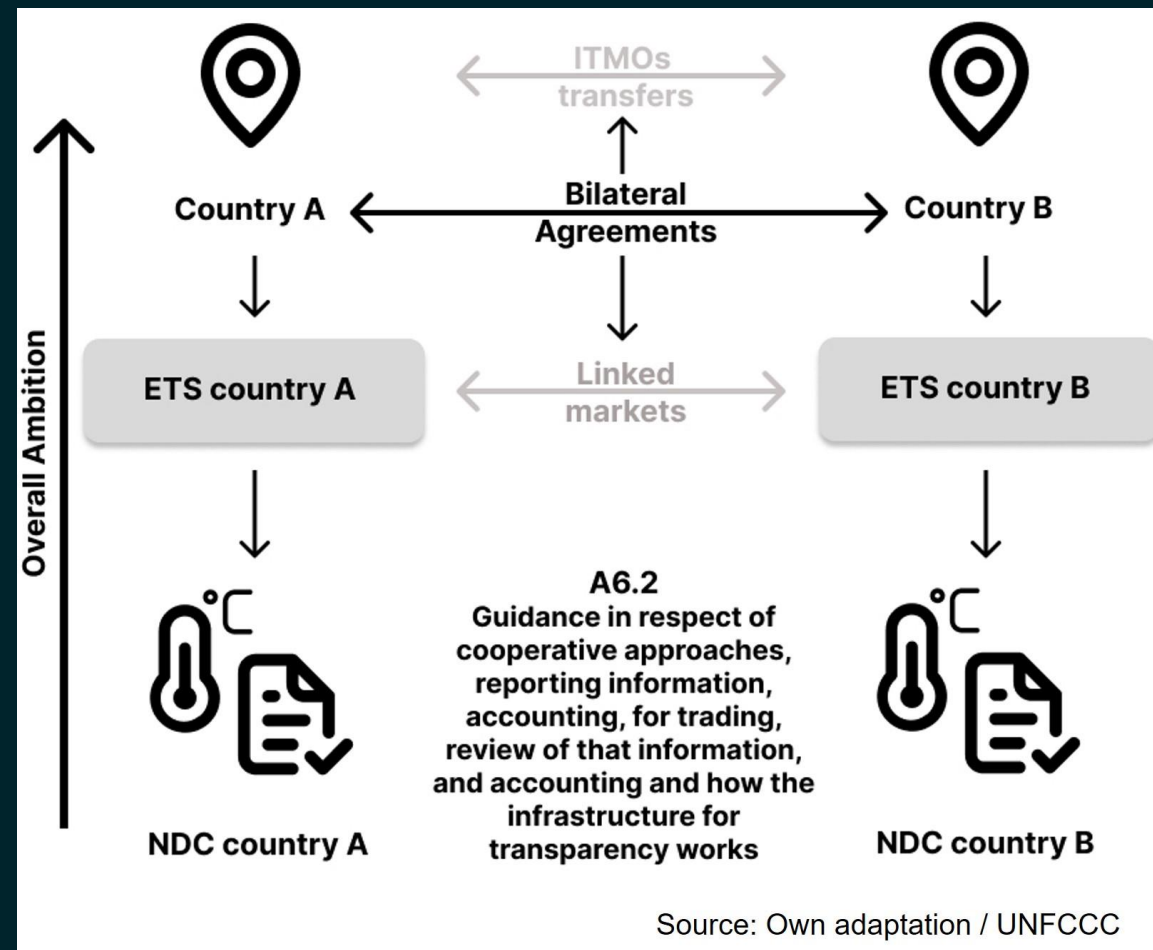 ITMOs
transfers
Country A
Bilateral
Agreements
Country B
Overall Ambition
ETS country A
Linked
markets
ETS country B
°C
°C
A6.2
Guidance in respect of
cooperative approaches,
reporting information,
accounting, for trading,
review of that information,
and accounting and how the
infrastructure for
transparency works
NDC country A
NDC country B
Source: Own adaptation / UNFCCC